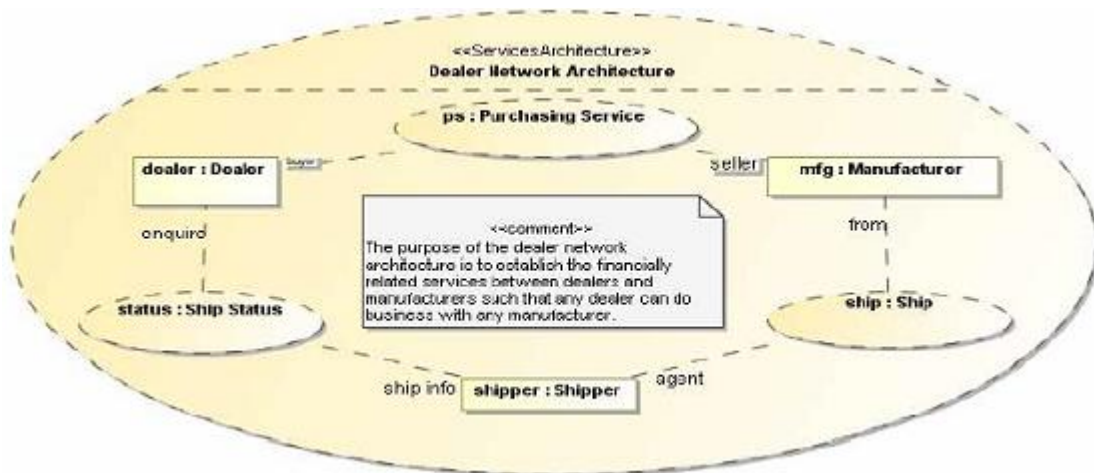 <<ServicesArchitecture>>
Dealer Network Architecture
ps : Purchasing Service
dealer : Dealer
buyer
seller
mfg : Manufacturer
enquird
from
<<comment>>
The purpose of the dealer network
architecture is to establish the financially
related services between dealers and
manufacturers such that any dealer can do
business with any manufacturer.
status : Ship Status
ship : Ship
ship info
shipper : Shipper
agent